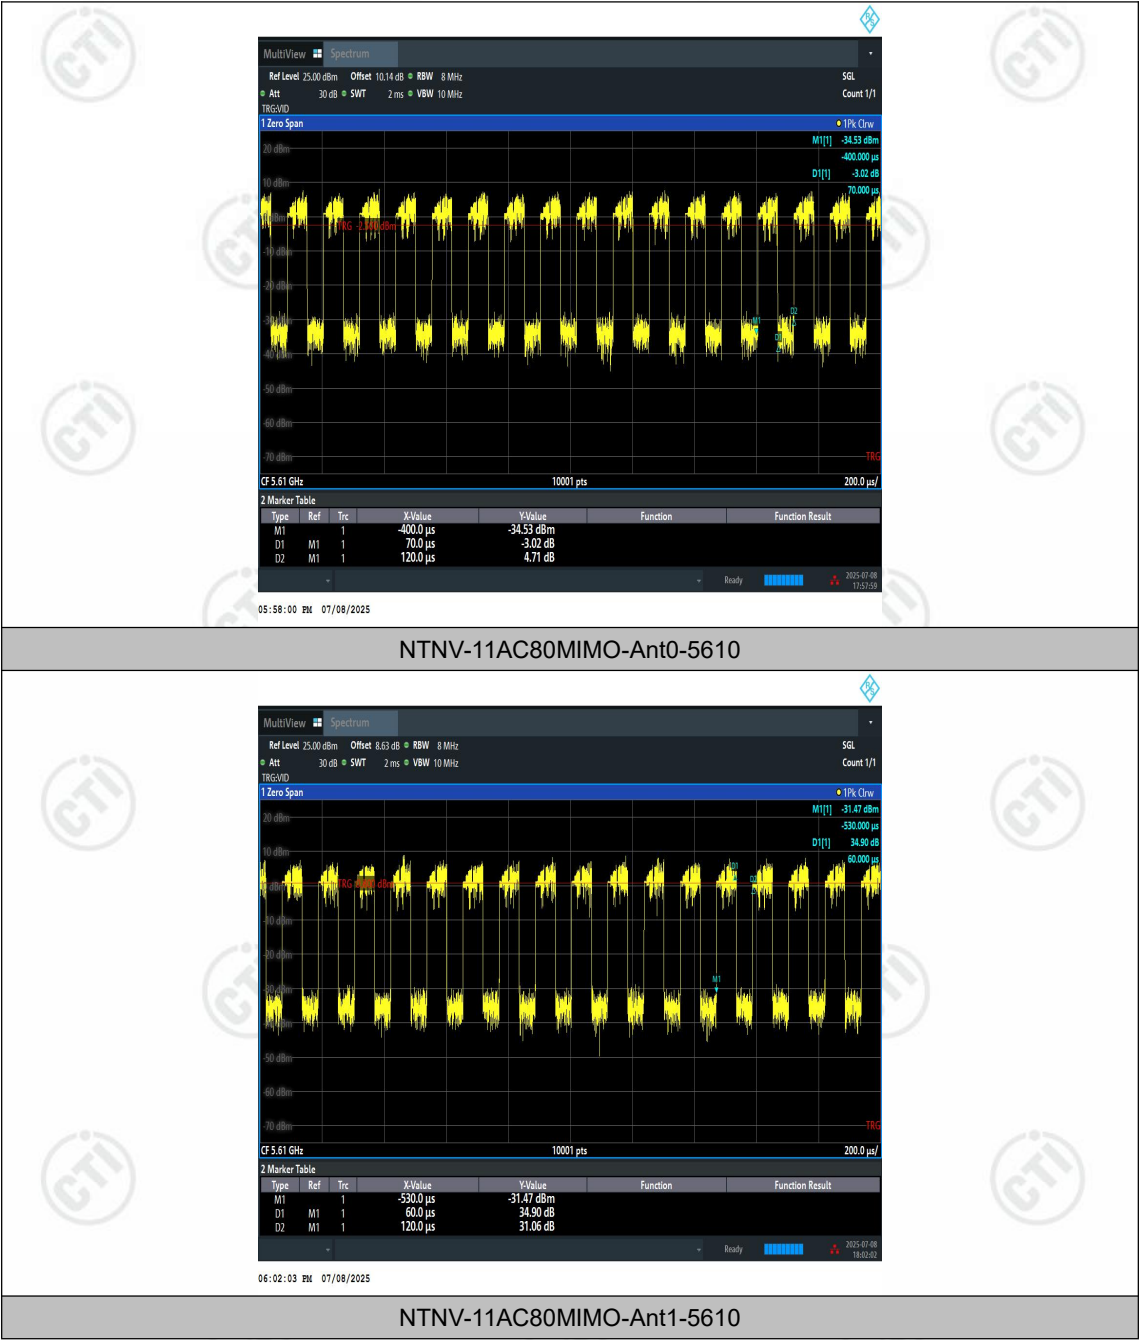 MultiView Spectrum
Ref Level 25.00 dBm Offset 10.14 dB RBW 8 MHz SGL
Att 30 dB SWT 2 ms VBW 10 MHz Count 1/1
TRG:VID
1 Zero Span 1Pk Clrw
M1[1] -34.53 dBm
-400.000 µs
D1[1] -3.02 dB
70.000 µs
20 dBm
10 dBm
TRG
-10 dBm
-20 dBm
M1
D2
D1
-40 dBm
-50 dBm
-60 dBm
-70 dBm
TRG
CF 5.61 GHz 10001 pts 200.0 µs/
2 Marker Table
Type Ref Trc X-Value Y-Value Function Function Result
M1 1 -400.0 µs -34.53 dBm
D1 M1 1 70.0 µs -3.02 dB
D2 M1 1 120.0 µs 4.71 dB
Ready 2025-07-08
17:57:59
05:58:00 PM 07/08/2025
NTNV-11AC80MIMO-Ant0-5610
MultiView Spectrum
Ref Level 25.00 dBm Offset 8.63 dB RBW 8 MHz SGL
Att 30 dB SWT 2 ms VBW 10 MHz Count 1/1
TRG:VID
1 Zero Span 1Pk Clrw
M1[1] -31.47 dBm
-530.000 µs
D1[1] 34.90 dB
60.000 µs
20 dBm
10 dBm
D1
D2
TRG
M1
-50 dBm
-60 dBm
-70 dBm
TRG
CF 5.61 GHz 10001 pts 200.0 µs/
2 Marker Table
Type Ref Trc X-Value Y-Value Function Function Result
M1 1 -530.0 µs -31.47 dBm
D1 M1 1 60.0 µs 34.90 dB
D2 M1 1 120.0 µs 31.06 dB
Ready 2025-07-08
18:02:02
06:02:03 PM 07/08/2025
NTNV-11AC80MIMO-Ant1-5610
CTI